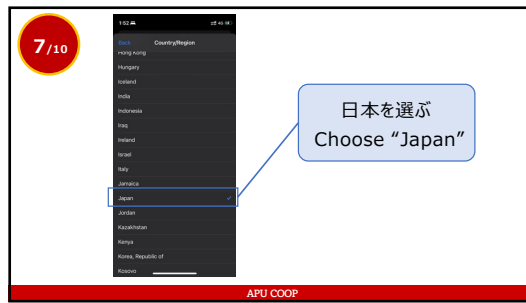 7/10
1:52
4G
Back
Country/Region
Hong Kong
Hungary
Iceland
India
Indonesia
Iraq
Ireland
Israel
Italy
Jamaica
Japan
Jordan
Kazakhstan
Kenya
Korea, Republic of
Kosovo
日本を選ぶ
Choose “Japan”
APU COOP